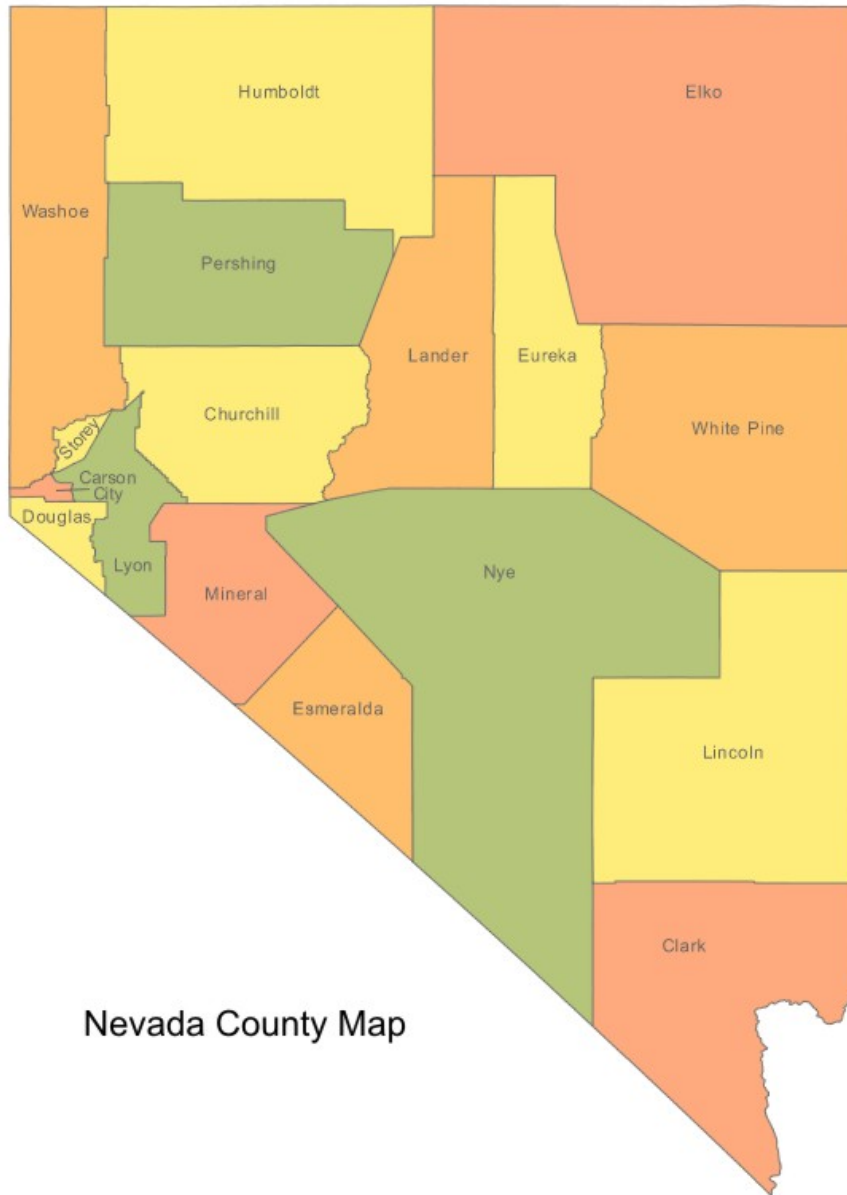 Humboldt
Elko
Washoe
Pershing
Lander
Eureka
Churchill
White Pine
Storey
Carson
City
Douglas
Lyon
Nye
Mineral
Esmeralda
Lincoln
Clark
Nevada County Map